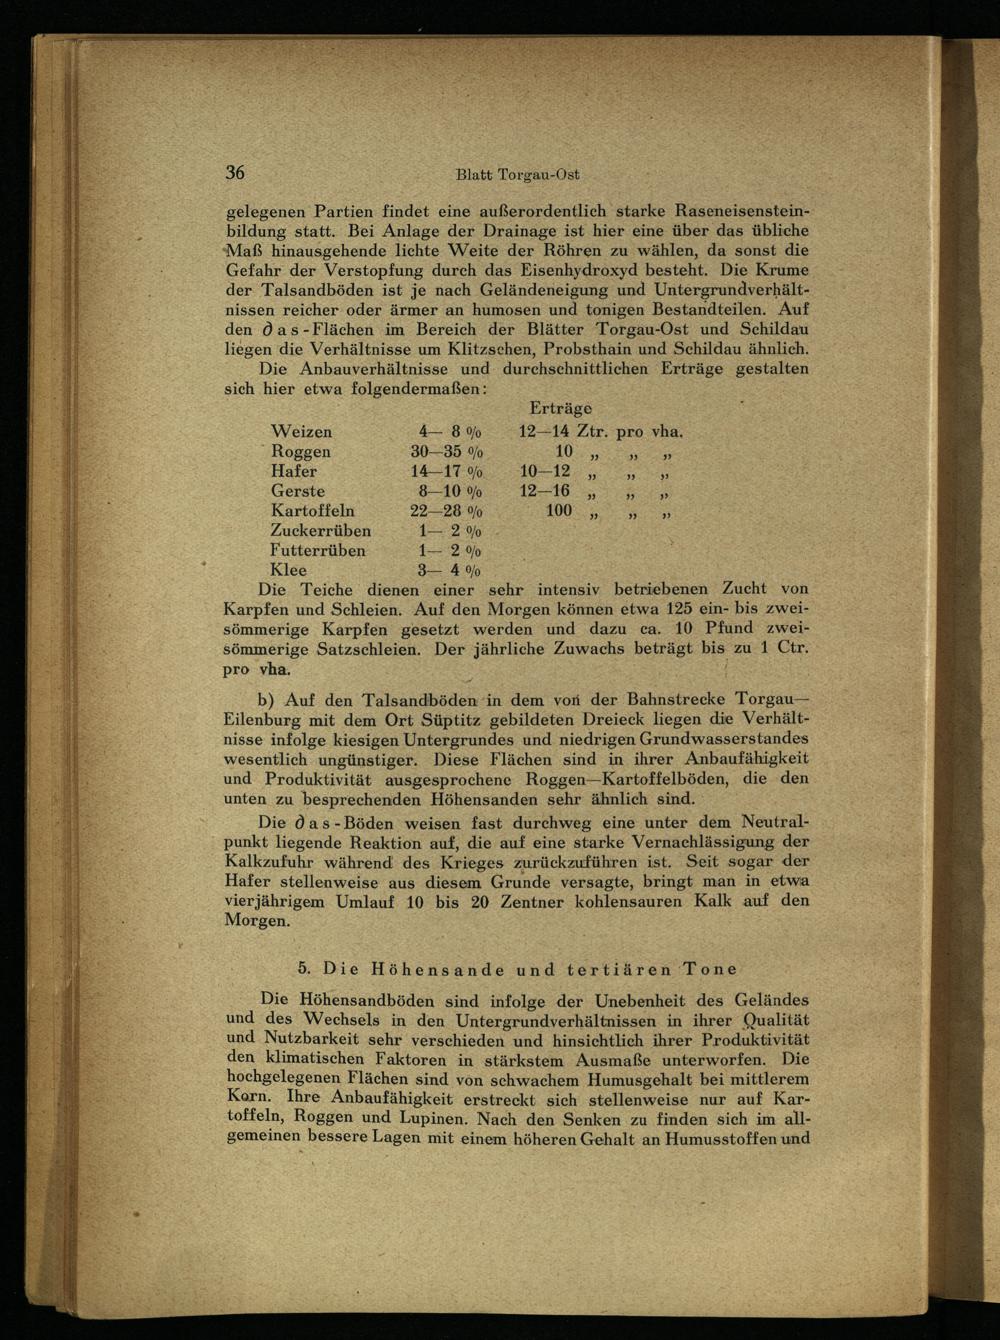 36 Blatt Torgau-Ost
gelegenen Partien findet eine außerordentlich starke Raseneisenstein-
bildung statt. Bei Anlage der Drainage ist hier eine über das übliche
Maß hinausgehende lichte Weite der Röhren zu wählen, da sonst die
Gefahr der Verstopfung durch das Eisenhydroxyd besteht. Die Krume
der Talsandböden ist je nach Geländeneigung und Untergrundverhält-
nissen reicher oder ärmer an humosen und tonigen Bestandteilen. Auf
den ∂as-Flächen im Bereich der Blätter Torgau-Ost und Schildau
liegen die Verhältnisse um Klitzschen, Probsthain und Schildau ähnlich.
Die Anbauverhältnisse und durchschnittlichen Erträge gestalten
sich hier etwa folgendermaßen:
Erträge
Weizen 4— 8 % 12—14 Ztr. pro vha.
Roggen 30—35 % 10 „ „ „
Hafer 14—17 % 10—12 „ „ „
Gerste 8—10 % 12—16 „ „ „
Kartoffeln 22—28 % 100 „ „ „
Zuckerrüben 1— 2 %
Futterrüben 1— 2 %
Klee 3— 4 %
Die Teiche dienen einer sehr intensiv betriebenen Zucht von
Karpfen und Schleien. Auf den Morgen können etwa 125 ein- bis zwei-
sömmerige Karpfen gesetzt werden und dazu ca. 10 Pfund zwei-
sömmerige Satzschleien. Der jährliche Zuwachs beträgt bis zu 1 Ctr.
pro vha.
b) Auf den Talsandböden in dem von der Bahnstrecke Torgau—
Eilenburg mit dem Ort Süptitz gebildeten Dreieck liegen die Verhält-
nisse infolge kiesigen Untergrundes und niedrigen Grundwasserstandes
wesentlich ungünstiger. Diese Flächen sind in ihrer Anbaufähigkeit
und Produktivität ausgesprochene Roggen—Kartoffelböden, die den
unten zu besprechenden Höhensanden sehr ähnlich sind.
Die ∂as-Böden weisen fast durchweg eine unter dem Neutral-
punkt liegende Reaktion auf, die auf eine starke Vernachlässigung der
Kalkzufuhr während des Krieges zurückzuführen ist. Seit sogar der
Hafer stellenweise aus diesem Grunde versagte, bringt man in etwa
vierjährigem Umlauf 10 bis 20 Zentner kohlensauren Kalk auf den
Morgen.
5. Die Höhensande und tertiären Tone
Die Höhensandböden sind infolge der Unebenheit des Geländes
und des Wechsels in den Untergrundverhältnissen in ihrer Qualität
und Nutzbarkeit sehr verschieden und hinsichtlich ihrer Produktivität
den klimatischen Faktoren in stärkstem Ausmaße unterworfen. Die
hochgelegenen Flächen sind von schwachem Humusgehalt bei mittlerem
Korn. Ihre Anbaufähigkeit erstreckt sich stellenweise nur auf Kar-
toffeln, Roggen und Lupinen. Nach den Senken zu finden sich im all-
gemeinen bessere Lagen mit einem höheren Gehalt an Humusstoffen und